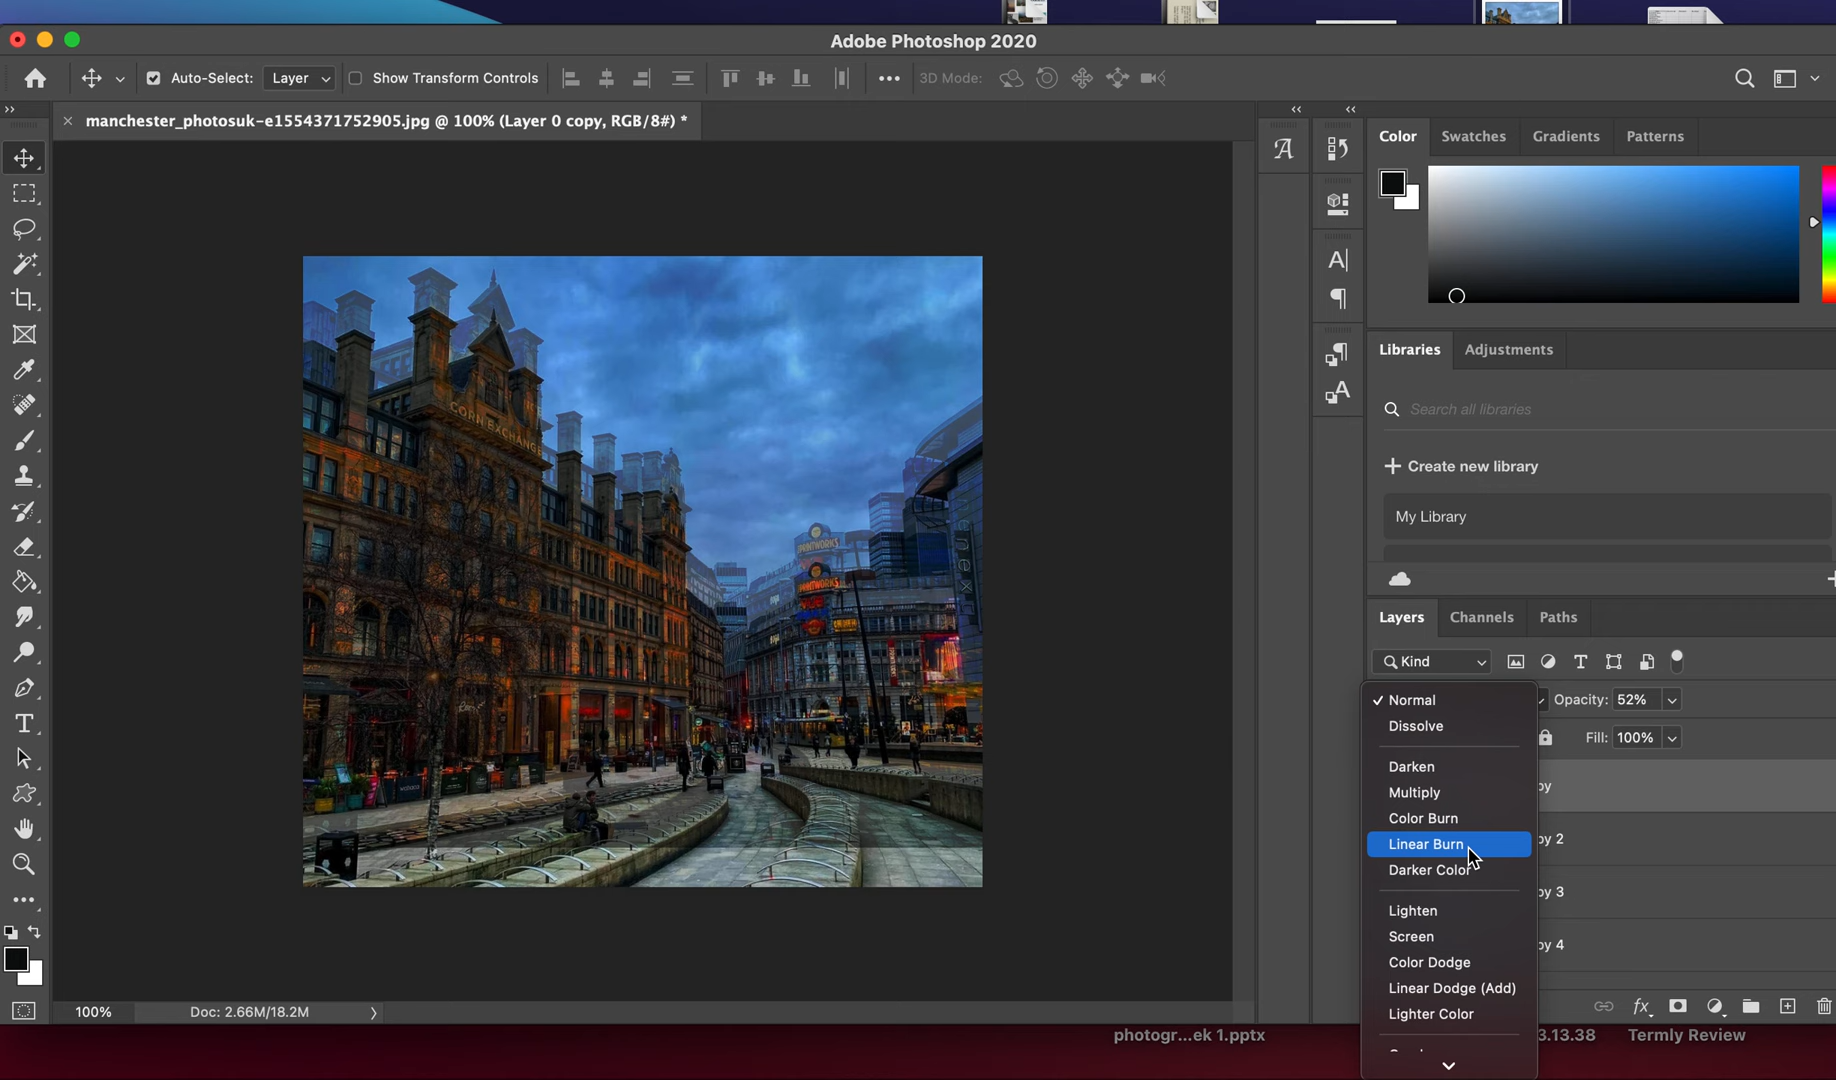 Adobe Photoshop 2020
Auto-Select: Layer Show Transform Controls 3D Mode:
manchester_photosuk-e1554371752905.jpg @ 100% (Layer 0 copy, RGB/8#) *
Color Swatches Gradients Patterns
Libraries Adjustments
Search all libraries
+ Create new library
My Library
CORN EXCHANGE
PRINTWORKS
PRINTWORKS
Layers Channels Paths
Kind
Normal
Opacity: 52%
Dissolve
Fill: 100%
Darken
Multiply
py
Color Burn
Linear Burn
py 2
Darker Color
py 3
Lighten
Screen
py 4
Color Dodge
Linear Dodge (Add)
Lighter Color
100% Doc: 2.66M/18.2M
photogr...ek 1.pptx
3.13.38 Termly Review